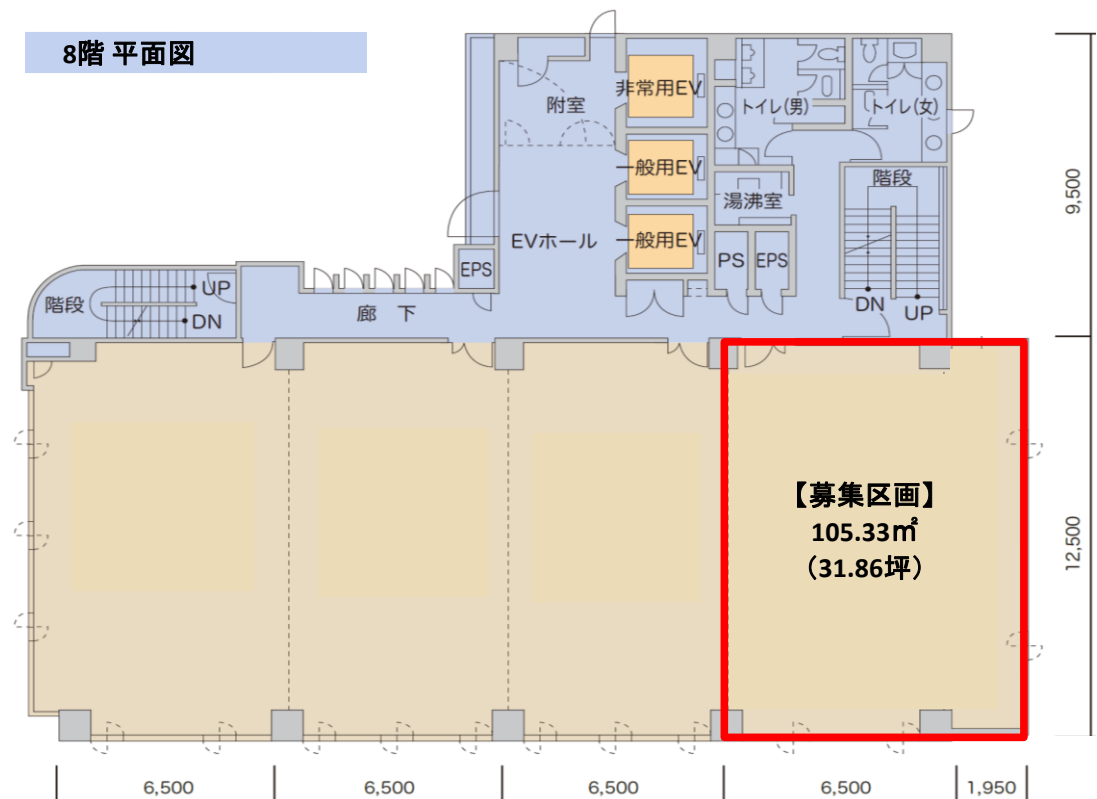 8階 平面図
非常用EV
附室
トイレ(男)
トイレ(女)
一般用EV
階段
湯沸室
9,500
EVホール
一般用EV
PS
EPS
EPS
階段
UP
DN
廊 下
DN
UP
【募集区画】
105.33㎡
（31.86坪）
12,500
6,500
6,500
6,500
6,500
1,950